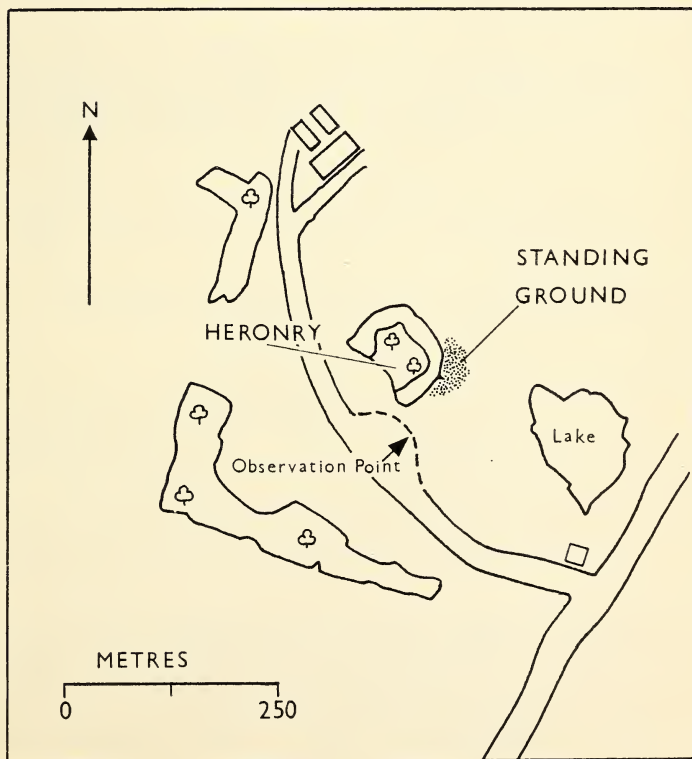 N
STANDING
GROUND
HERONRY
Lake
Observation Point
METRES
0 250